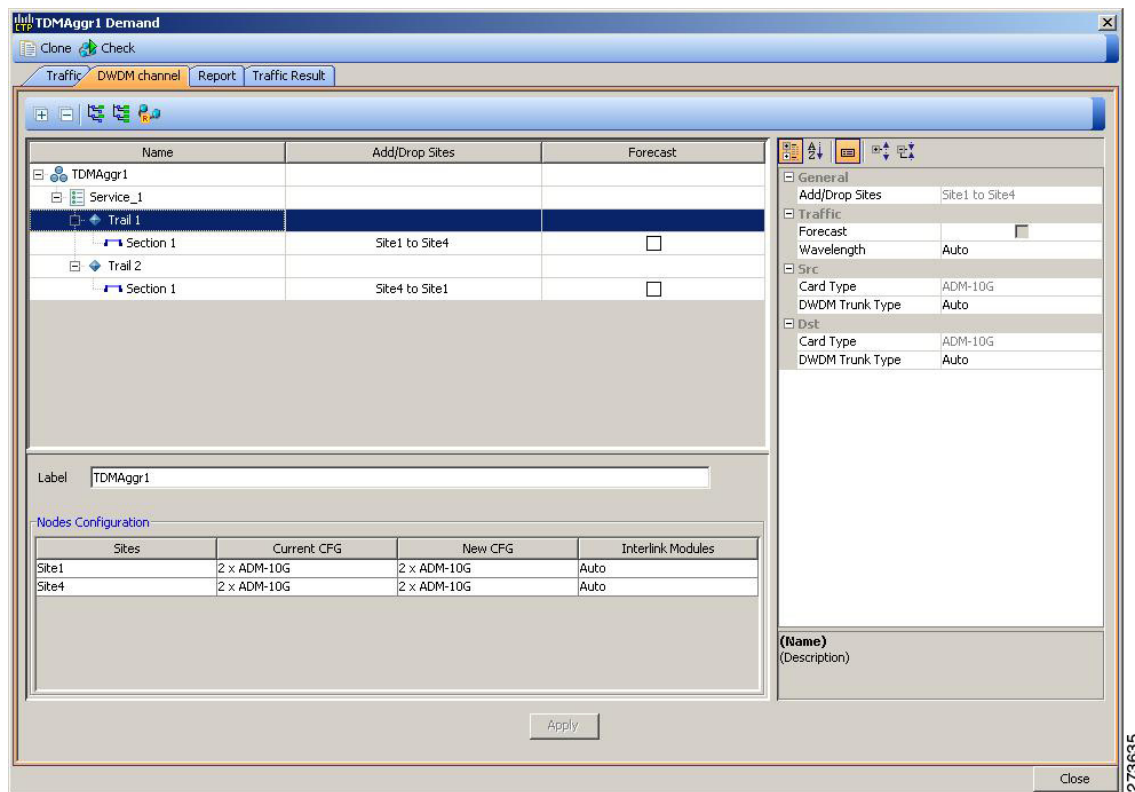 CTP TDMAggr1 Demand
Clone Check
Traffic DWDM channel Report Traffic Result
R
Name Add/Drop Sites Forecast
TDMAggr1
Service_1
Trail 1
Section 1 Site1 to Site4
Trail 2
Section 1 Site4 to Site1
Label TDMAggr1
Nodes Configuration
Sites Current CFG New CFG Interlink Modules
Site1 2 x ADM-10G 2 x ADM-10G Auto
Site4 2 x ADM-10G 2 x ADM-10G Auto
Apply
A
Z
General
Add/Drop Sites Site1 to Site4
Traffic
Forecast
Wavelength Auto
Src
Card Type ADM-10G
DWDM Trunk Type Auto
Dst
Card Type ADM-10G
DWDM Trunk Type Auto
(Name)
(Description)
Close
273635